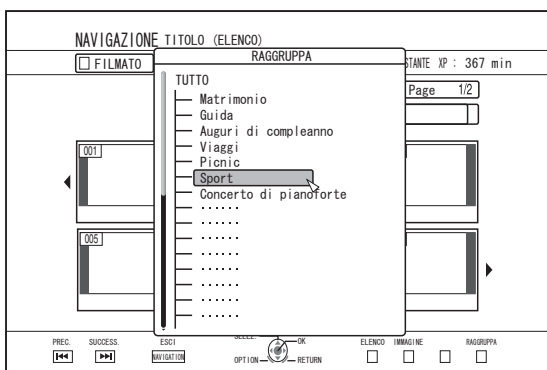 NAVIGAZIONE TITOLO (ELENCO)
RAGGRUPPA
FILMATO
STANTE XP : 367 min
TUTTO
Page 1/2
Matrimonio
Guida
Auguri di compleanno
Viaggi
Picnic
Sport
Concerto di pianoforte
......
......
......
......
......
......
......
......
001
005
PREC.
SUCCESS.
ESCI
NAVIGATION
OK
OPTION
RETURN
ELENCO
IMMAGINE
RAGGRUPPA